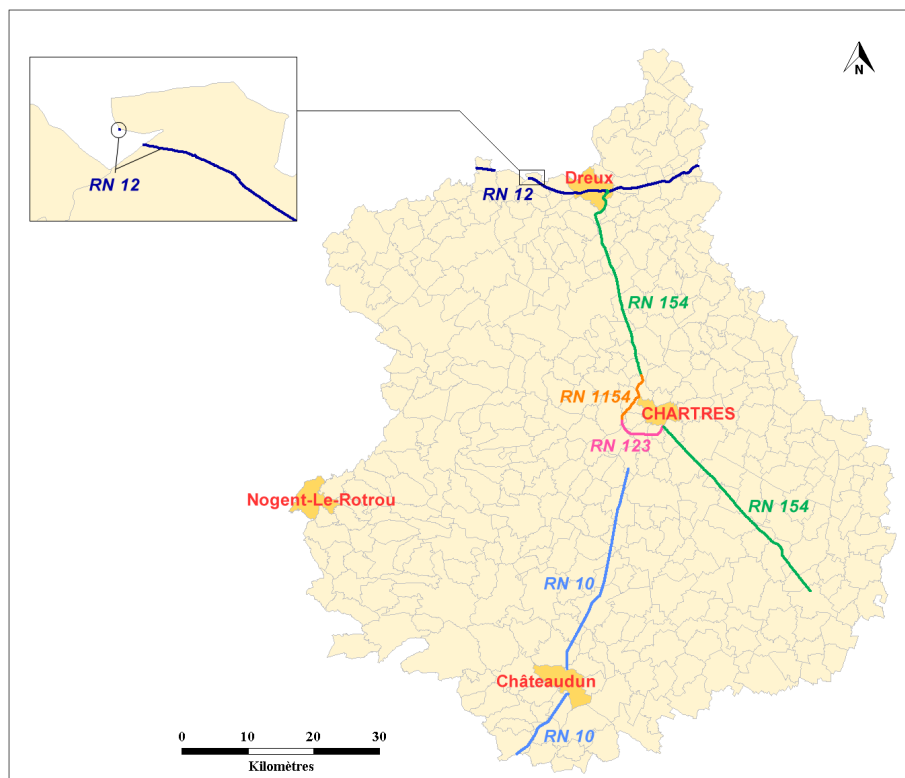 N
RN 12
Dreux
RN 12
RN 154
RN 1154
CHARTRES
RN 123
Nogent-Le-Rotrou
RN 154
RN 10
Châteaudun
RN 10
0 10 20 30
Kilomètres